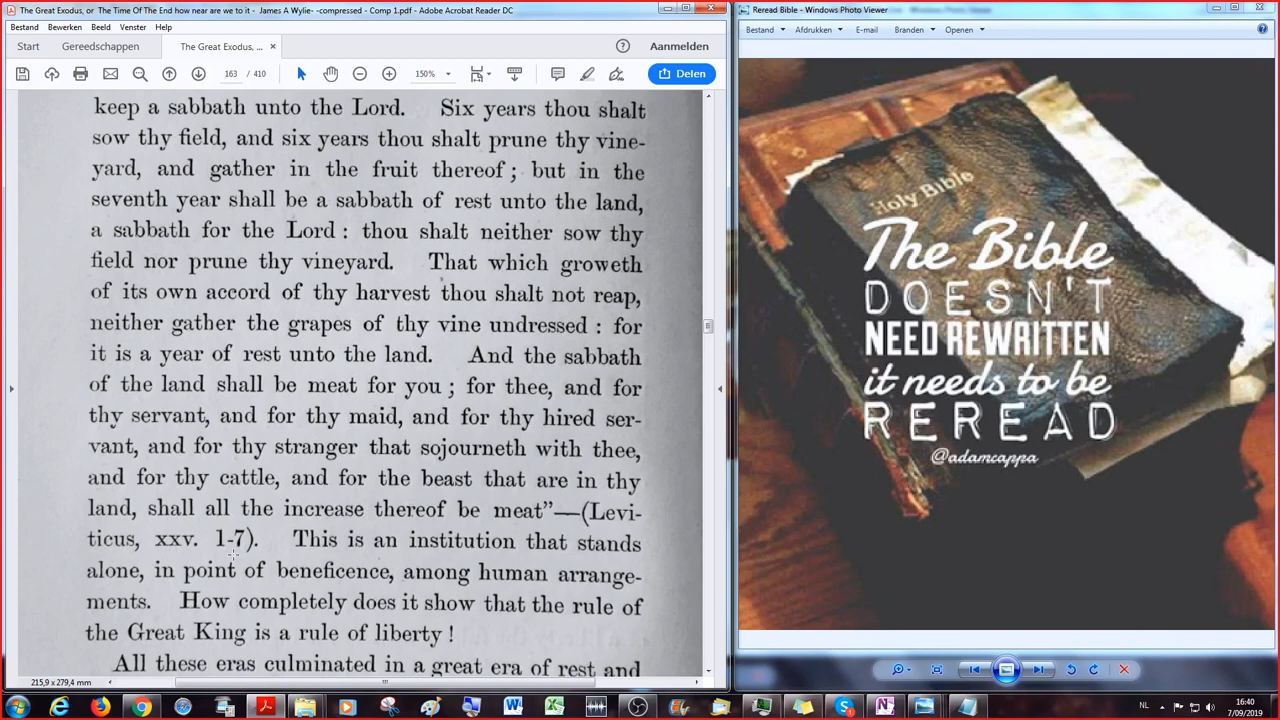 The Great Exodus, or The Time Of The End how near are we to it - James A Wylie- -compressed - Comp 1.pdf - Adobe Acrobat Reader DC
Bestand Bewerken Beeld Venster Help
Start Gereedschappen The Great Exodus, ... × Aanmelden
163 / 410 150% Delen
keep a sabbath unto the Lord. Six years thou shalt
sow thy field, and six years thou shalt prune thy vine-
yard, and gather in the fruit thereof; but in the
seventh year shall be a sabbath of rest unto the land,
a sabbath for the Lord: thou shalt neither sow thy
field nor prune thy vineyard. That which groweth
of its own accord of thy harvest thou shalt not reap,
neither gather the grapes of thy vine undressed: for
it is a year of rest unto the land. And the sabbath
of the land shall be meat for you; for thee, and for
thy servant, and for thy maid, and for thy hired ser-
vant, and for thy stranger that sojourneth with thee,
and for thy cattle, and for the beast that are in thy
land, shall all the increase thereof be meat”—(Levi-
ticus, xxv. 1-7). This is an institution that stands
alone, in point of beneficence, among human arrange-
ments. How completely does it show that the rule of
the Great King is a rule of liberty!
All these eras culminated in a great era of rest and
215,9 x 279,4 mm
Reread Bible - Windows Photo Viewer
Bestand Afdrukken E-mail Branden Openen
Holy Bible
The Bible
DOESN'T
NEED REWRITTEN
it needs to be
REREAD
@adamcappa
NL
16:40
7/09/2019